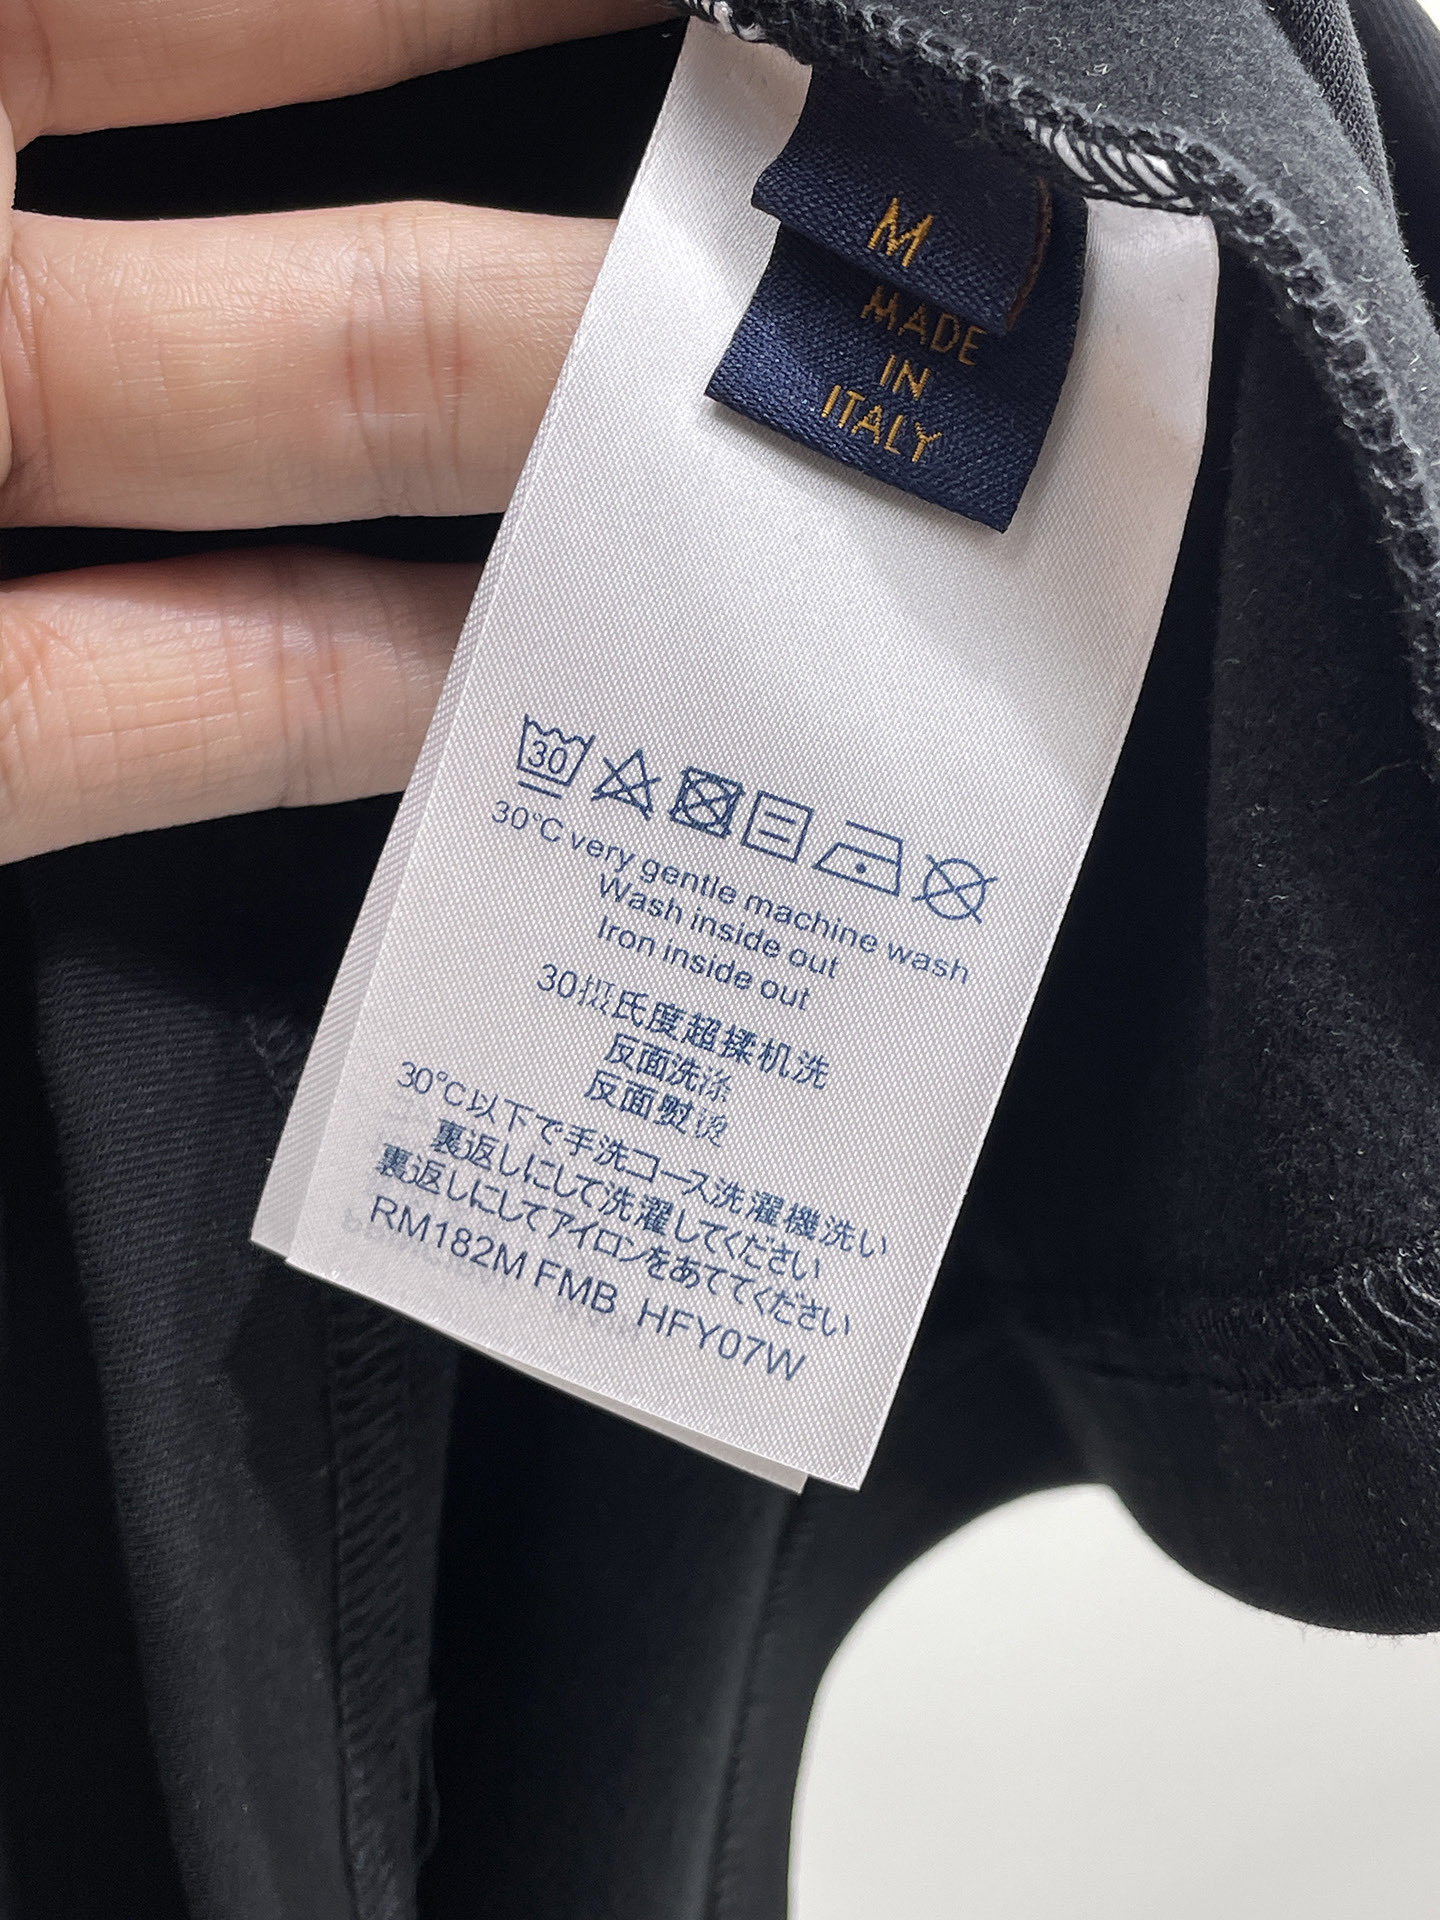 M
MADE
IN
ITALY
30
30°C very gentle machine wash
Wash inside out
Iron inside out
30摄氏度超揉机洗
反面洗涤
反面熨烫
30°C以下で手洗コース洗濯機洗い
裏返しにして洗濯してください
裏返しにしてアイロンをあててください
RM182M FMB HFY07W